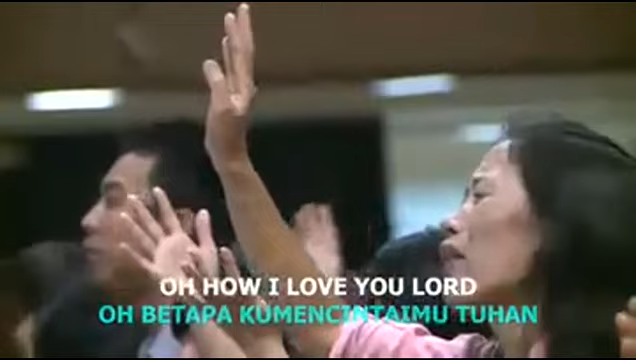 OH HOW I LOVE YOU LORD
OH BETAPA KUMENCINTAIMU TUHAN